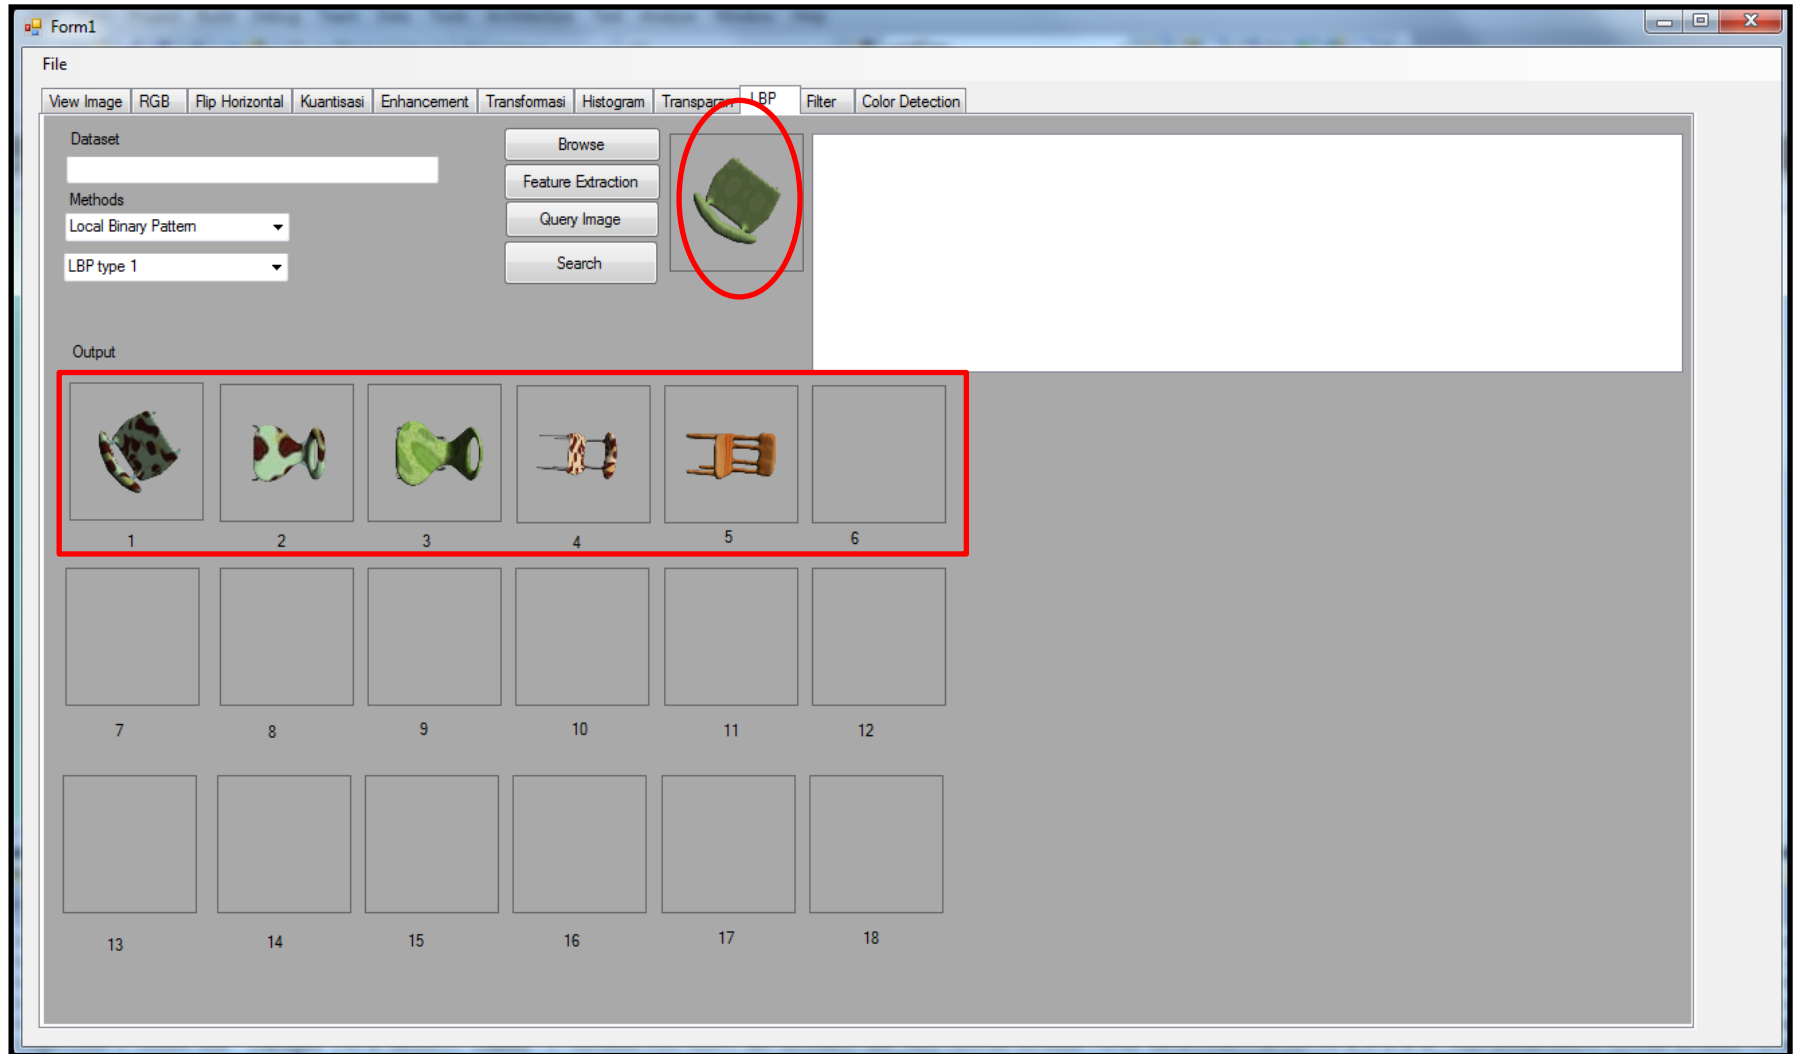 Form1
File
View Image RGB Flip Horizontal Kuantisasi Enhancement Transformasi Histogram Transparan LBP Filter Color Detection
Dataset
Browse
Feature Extraction
Methods
Local Binary Pattern
Query Image
LBP type 1
Search
Output
1 2 3 4 5 6
7 8 9 10 11 12
13 14 15 16 17 18